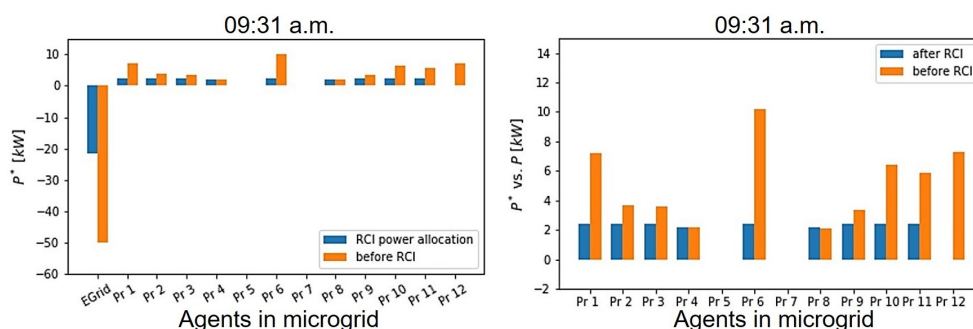 09:31 a.m.
P* [kW]
10
0
−10
−20
−30
−40
−50
−60
RCI power allocation
before RCI
EGrid Pr 1 Pr 2 Pr 3 Pr 4 Pr 5 Pr 6 Pr 7 Pr 8 Pr 9 Pr 10 Pr 11 Pr 12
Agents in microgrid
09:31 a.m.
P* vs. P [kW]
14
12
10
8
6
4
2
0
−2
after RCI
before RCI
Pr 1 Pr 2 Pr 3 Pr 4 Pr 5 Pr 6 Pr 7 Pr 8 Pr 9 Pr 10 Pr 11 Pr 12
Agents in microgrid